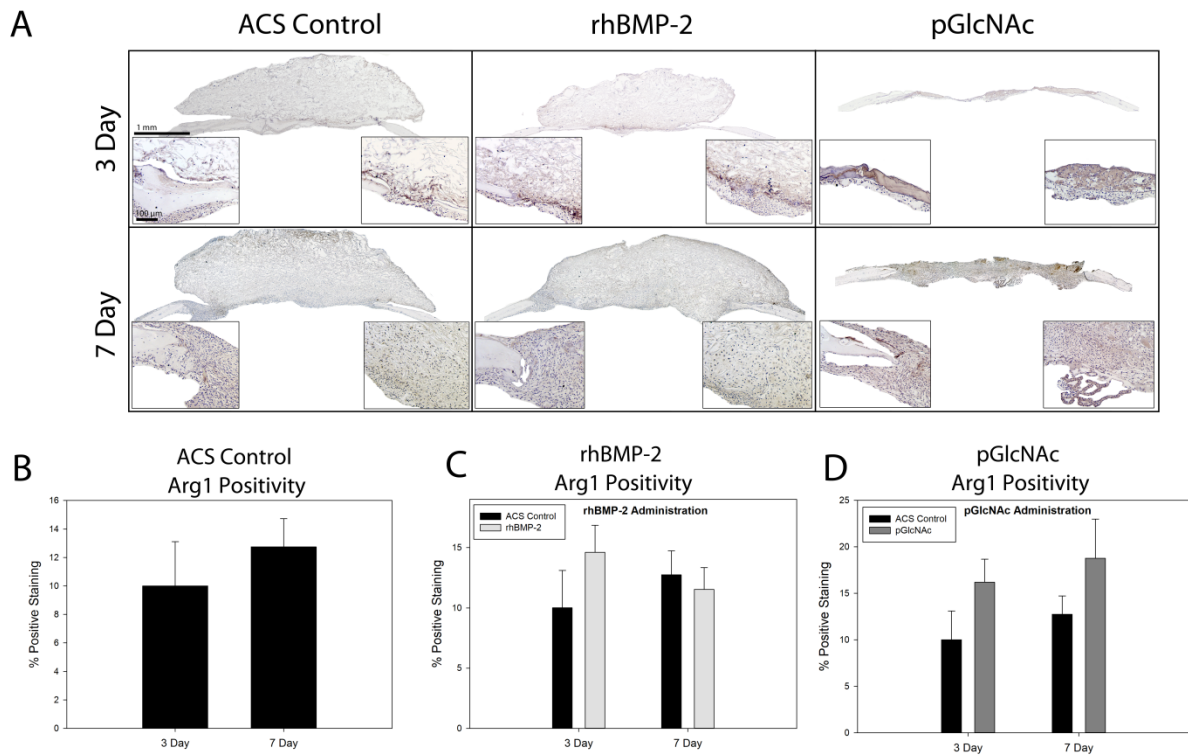 A
ACS Control
rhBMP-2
pGlcNAc
3 Day
1 mm
100 µm
7 Day
B
ACS Control
Arg1 Positivity
% Positive Staining
16
14
12
10
8
6
4
2
0
3 Day
7 Day
C
rhBMP-2
Arg1 Positivity
rhBMP-2 Administration
ACS Control
rhBMP-2
% Positive Staining
15
10
5
0
3 Day
7 Day
D
pGlcNAc
Arg1 Positivity
pGlcNAc Administration
ACS Control
pGlcNAc
% Positive Staining
25
20
15
10
5
0
3 Day
7 Day